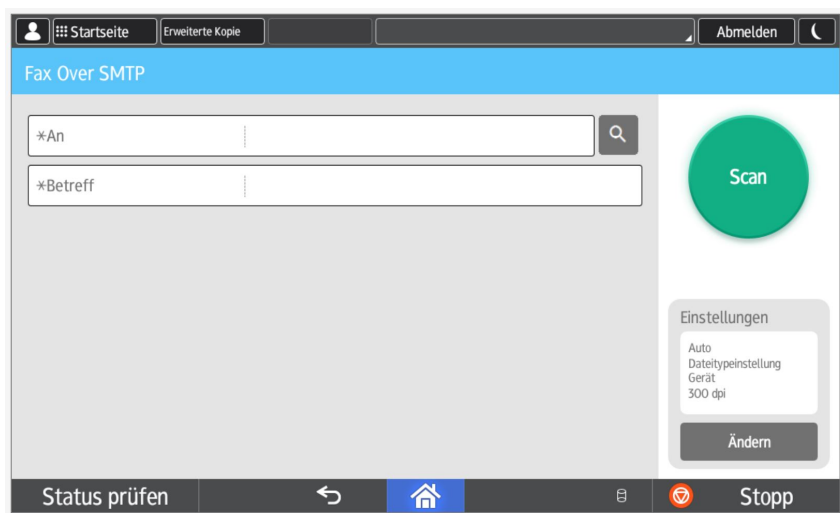 Startseite
Erweiterte Kopie
Abmelden
Fax Over SMTP
*An
*Betreff
Scan
Einstellungen
Auto
Dateitypeinstellung
Gerät
300 dpi
Ändern
Status prüfen
Stopp